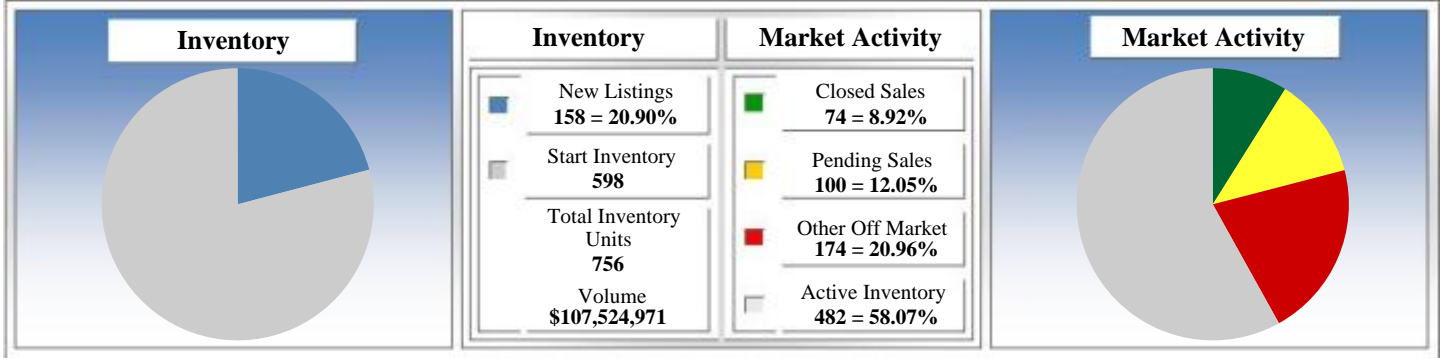 Inventory
Inventory
Market Activity
Market Activity
New Listings
158 = 20.90%
Start Inventory
598
Total Inventory
Units
756
Volume
$107,524,971
Closed Sales
74 = 8.92%
Pending Sales
100 = 12.05%
Other Off Market
174 = 20.96%
Active Inventory
482 = 58.07%